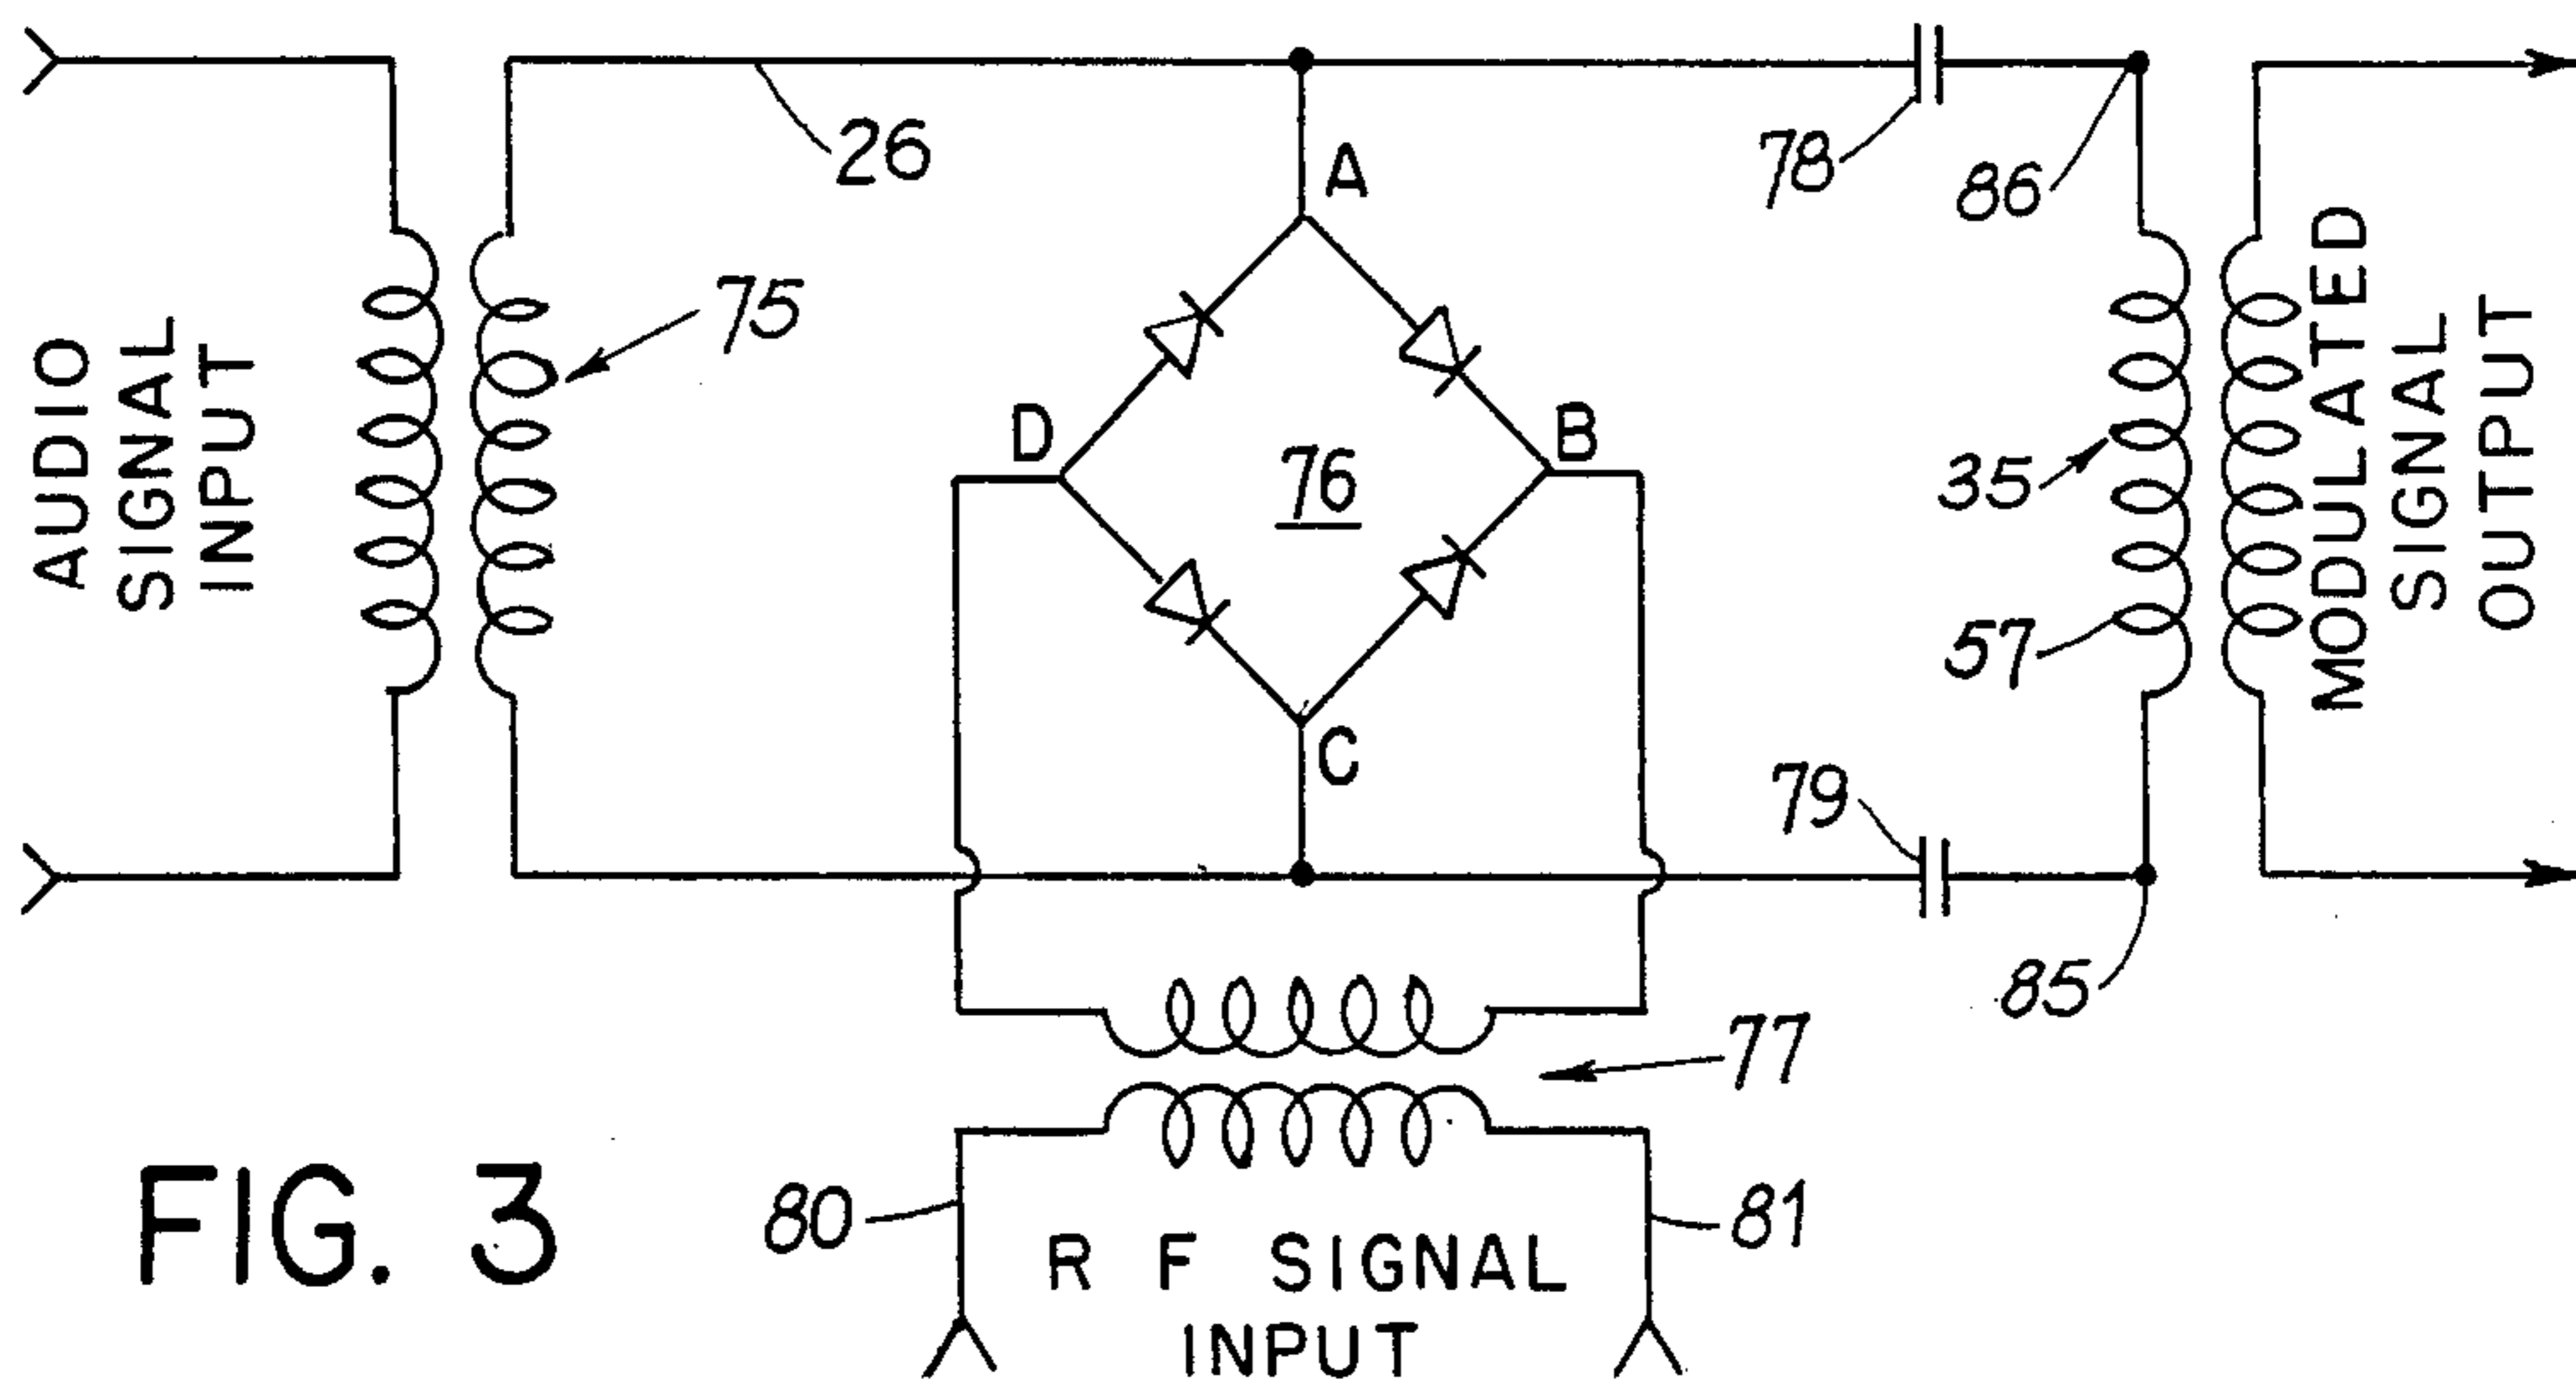 26
78
86
A
75
AUDIO
SIGNAL
INPUT
D
76
B
35
57
MODULATED
SIGNAL
OUTPUT
C
79
85
77
80
81
R F SIGNAL
INPUT
FIG. 3